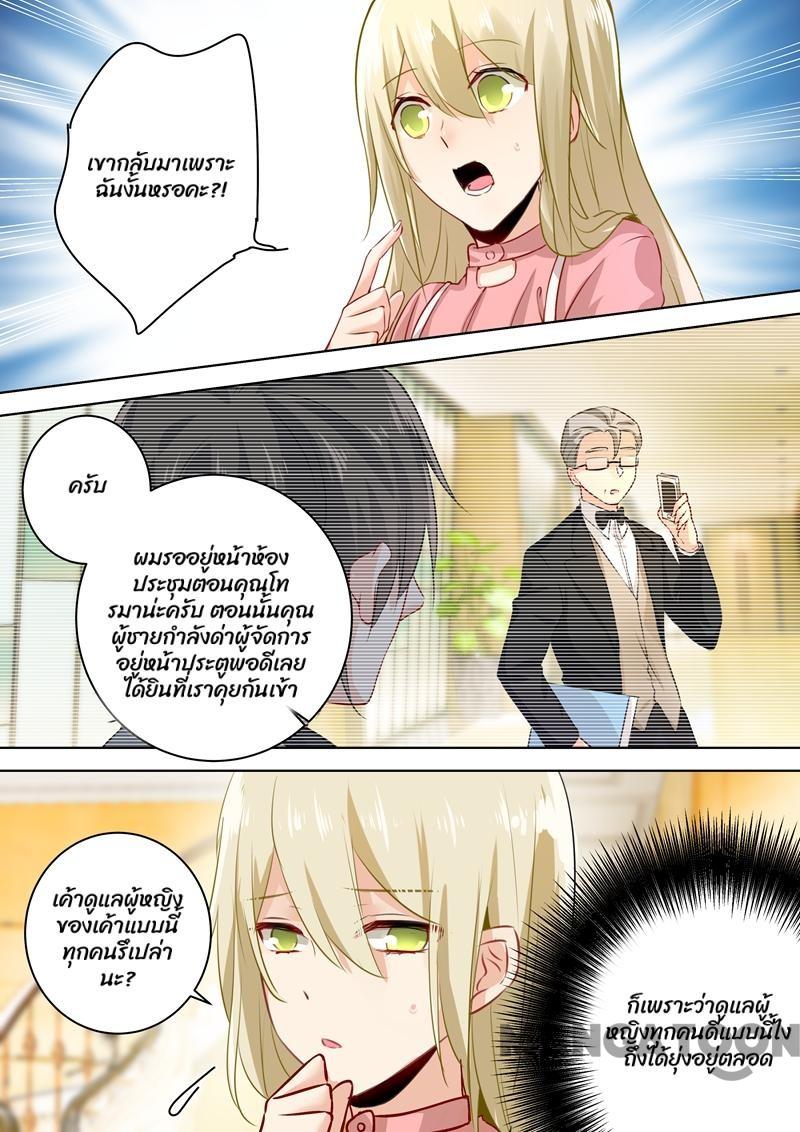 เขากลับมาเพราะ
ฉันงั้นหรอคะ?!
ครับ
ผมรออยู่หน้าห้อง
ประชุมตอนคุณโท
รมาน่ะครับ ตอนนั้นคุณ
ผู้ชายกำลังด่าผู้จัดการ
อยู่หน้าประตูพอดีเลย
ได้ยินที่เราคุยกันเข้า
เค้าดูแลผู้หญิง
ของเค้าแบบนี้
ทุกคนรึเปล่า
นะ?
ก็เพราะว่าดูแลผู้
หญิงทุกคนดีแบบนี้ไง
ถึงได้ยุ่งอยู่ตลอด